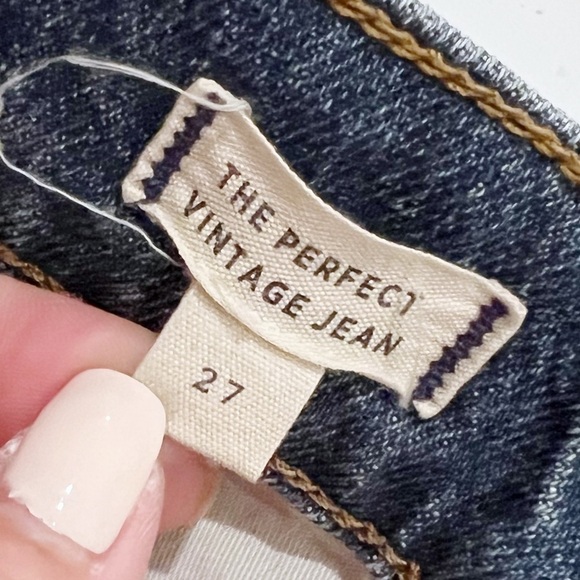 THE PERFECT
VINTAGE JEAN
27